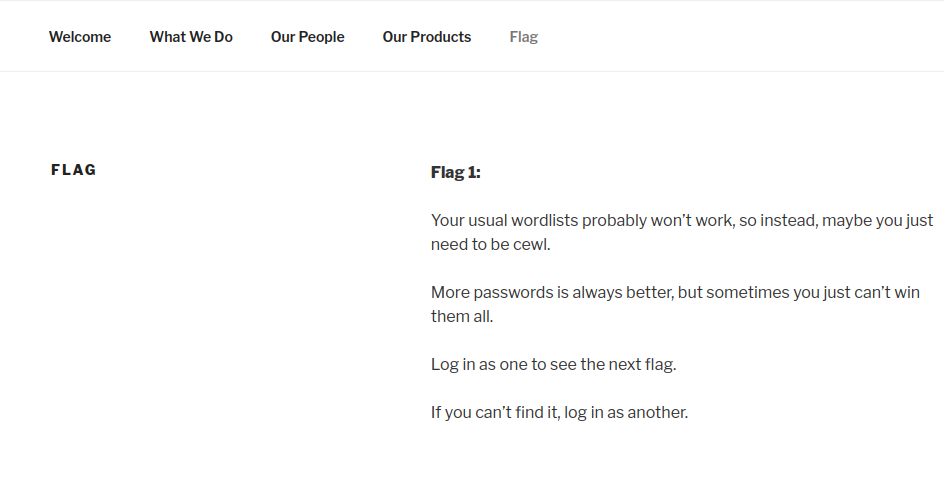 Welcome What We Do Our People Our Products Flag
FLAG
Flag 1:
Your usual wordlists probably won’t work, so instead, maybe you just
need to be cewl.
More passwords is always better, but sometimes you just can’t win
them all.
Log in as one to see the next flag.
If you can’t find it, log in as another.